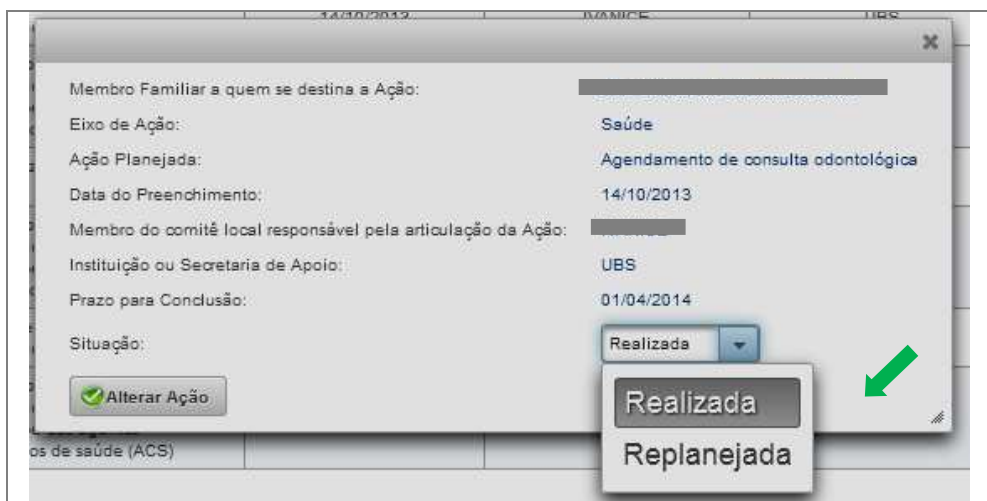 14/10/2013 IVANICE UBS
Membro Familiar a quem se destina a Ação:
Eixo de Ação: Saúde
Ação Planejada: Agendamento de consulta odontológica
Data do Preenchimento: 14/10/2013
Membro do comitê local responsável pela articulação da Ação:
Instituição ou Secretaria de Apoio: UBS
Prazo para Conclusão: 01/04/2014
Situação: Realizada
Alterar Ação
Realizada
Replanejada
os de saúde (ACS)